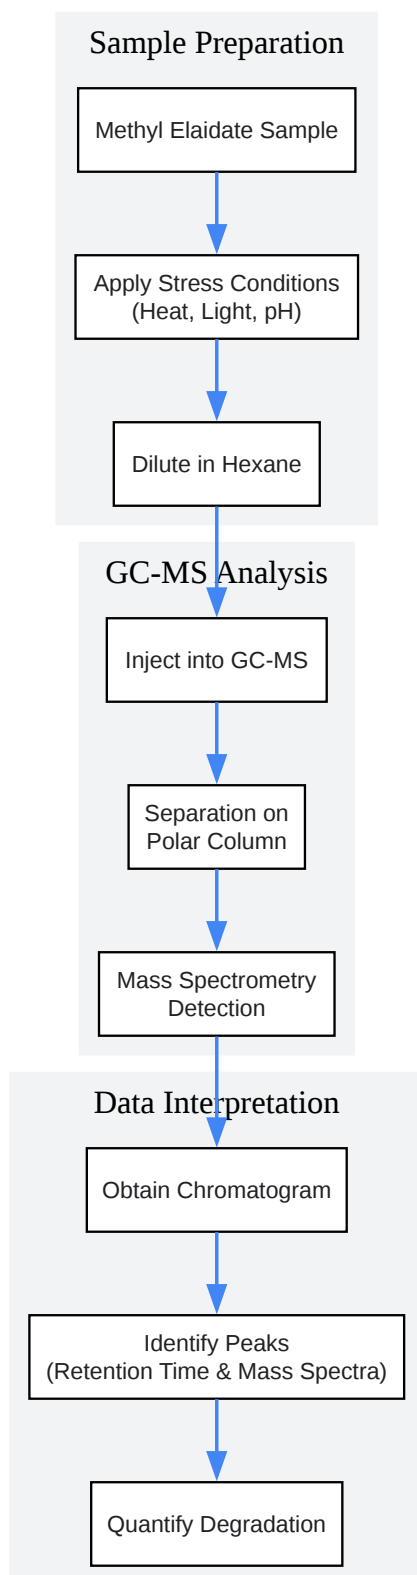 Sample Preparation
Methyl Elaidate Sample
Apply Stress Conditions
(Heat, Light, pH)
Dilute in Hexane
GC-MS Analysis
Inject into GC-MS
Separation on
Polar Column
Mass Spectrometry
Detection
Data Interpretation
Obtain Chromatogram
Identify Peaks
(Retention Time & Mass Spectra)
Quantify Degradation